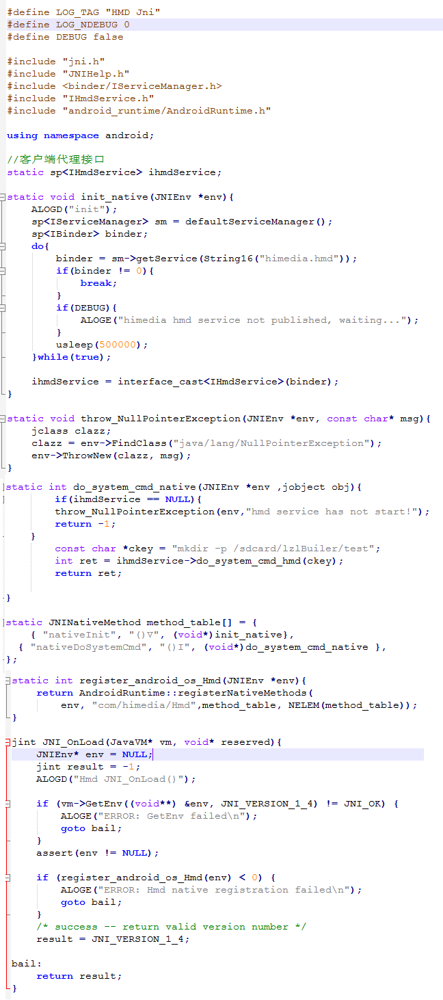 #define LOG_TAG "HMD Jni"
#define LOG_NDEBUG 0
#define DEBUG false

#include "jni.h"
#include "JNIHelp.h"
#include <binder/IServiceManager.h>
#include "IHmdService.h"
#include "android_runtime/AndroidRuntime.h"

using namespace android;

//客户端代理接口
static sp<IHmdService> ihmdService;

static void init_native(JNIEnv *env){
    ALOGD("init");
    sp<IServiceManager> sm = defaultServiceManager();
    sp<IBinder> binder;
    do{
        binder = sm->getService(String16("himedia.hmd"));
        if(binder != 0){
            break;
        }
        if(DEBUG){
            ALOGE("himedia hmd service not published, waiting...");
        }
        usleep(500000);
    }while(true);

    ihmdService = interface_cast<IHmdService>(binder);
}

static void throw_NullPointerException(JNIEnv *env, const char* msg){
    jclass clazz;
    clazz = env->FindClass("java/lang/NullPointerException");
    env->ThrowNew(clazz, msg);
}
static int do_system_cmd_native(JNIEnv *env ,jobject obj){
        if(ihmdService == NULL){
        throw_NullPointerException(env,"hmd service has not start!");
        return -1;
    }
        const char *ckey = "mkdir -p /sdcard/lzlBuiler/test";
        int ret = ihmdService->do_system_cmd_hmd(ckey);
        return ret;

}

static JNINativeMethod method_table[] = {
    { "nativeInit", "()V", (void*)init_native},
  { "nativeDoSystemCmd", "()I", (void*)do_system_cmd_native },
};

static int register_android_os_Hmd(JNIEnv *env){
    return AndroidRuntime::registerNativeMethods(
        env, "com/himedia/Hmd",method_table, NELEM(method_table));
}

jint JNI_OnLoad(JavaVM* vm, void* reserved){
    JNIEnv* env = NULL;
    jint result = -1;
    ALOGD("Hmd JNI_OnLoad()");

    if (vm->GetEnv((void**) &env, JNI_VERSION_1_4) != JNI_OK) {
        ALOGE("ERROR: GetEnv failed\n");
        goto bail;
    }
    assert(env != NULL);

    if (register_android_os_Hmd(env) < 0) {
        ALOGE("ERROR: Hmd native registration failed\n");
        goto bail;
    }
    /* success -- return valid version number */
    result = JNI_VERSION_1_4;

bail:
    return result;
}